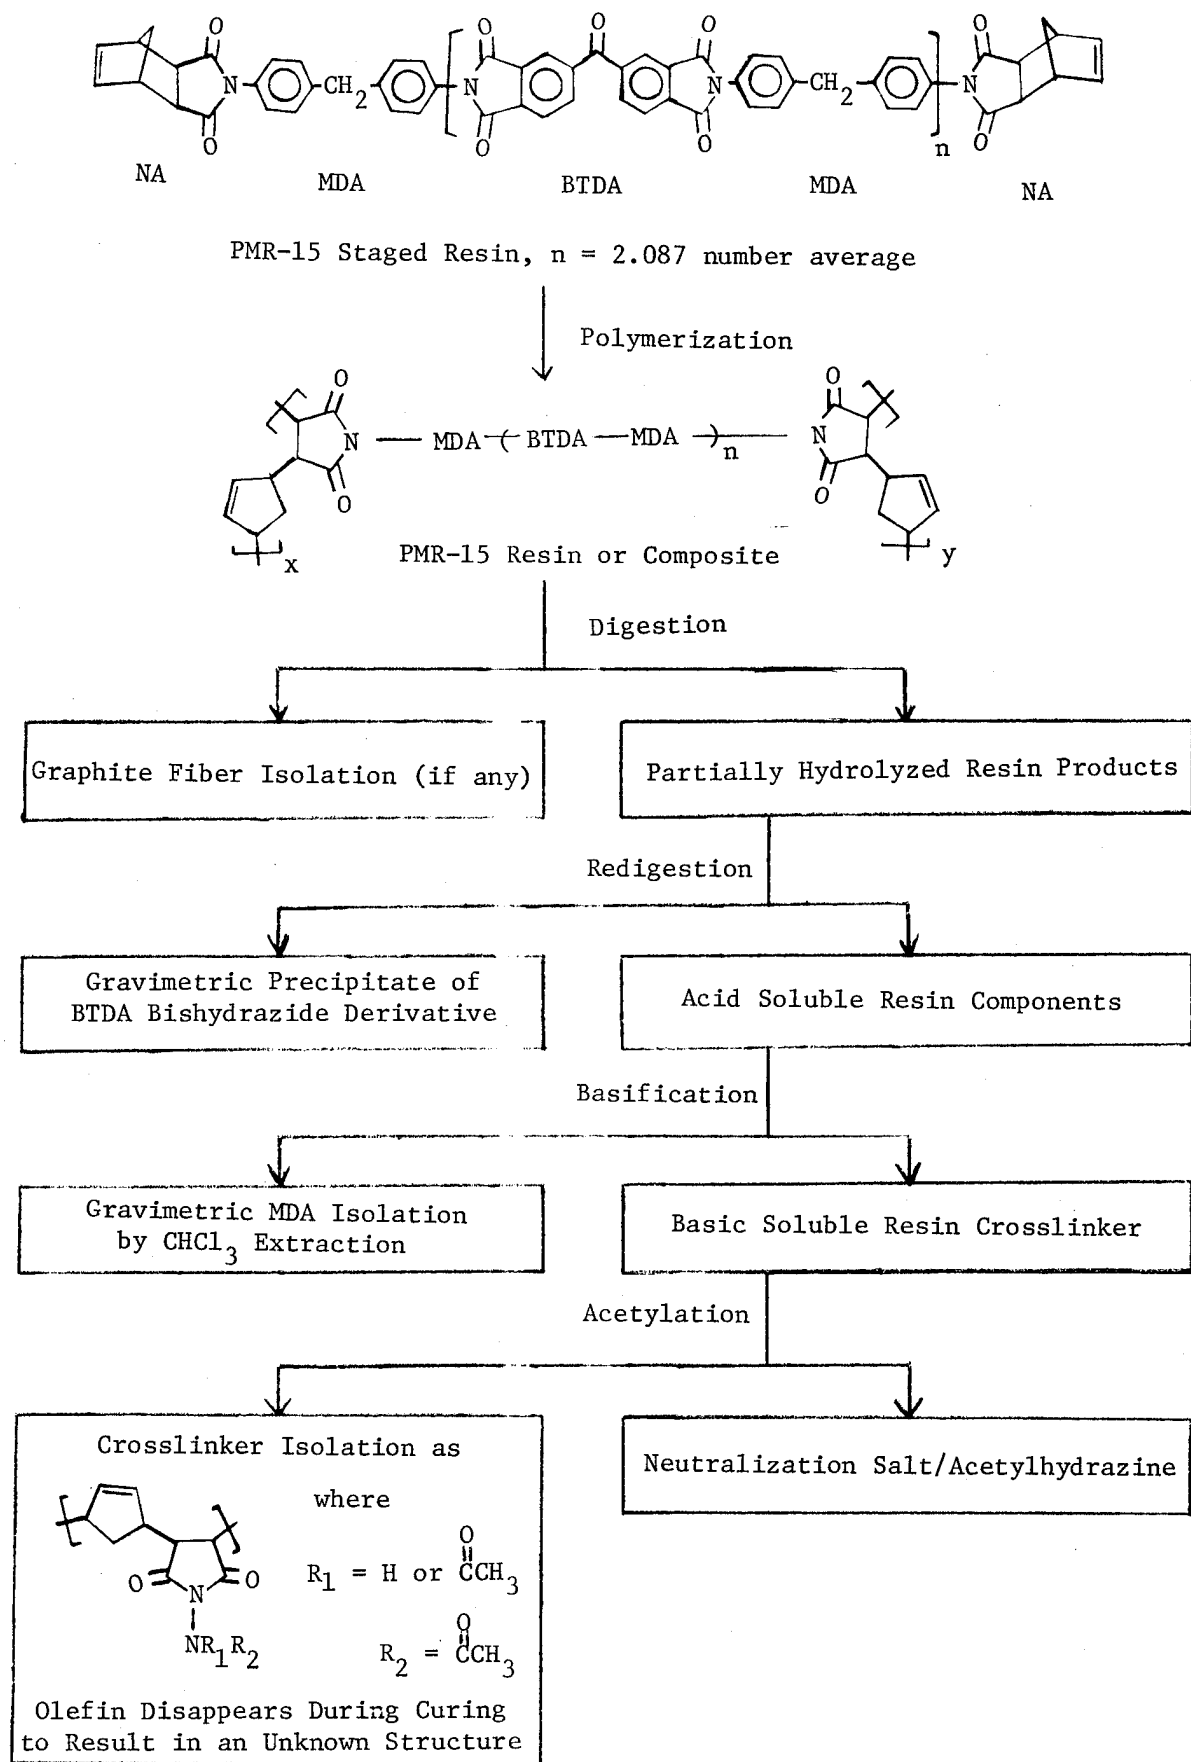 O O O O O
N CH2 N N CH2 N
O O O O
n
NA MDA BTDA MDA NA
PMR-15 Staged Resin, n = 2.087 number average
Polymerization
O O
N MDA ( BTDA MDA )n N
O O
x y
PMR-15 Resin or Composite
Digestion
Graphite Fiber Isolation (if any)
Partially Hydrolyzed Resin Products
Redigestion
Gravimetric Precipitate of
BTDA Bishydrazide Derivative
Acid Soluble Resin Components
Basification
Gravimetric MDA Isolation
by CHCl3 Extraction
Basic Soluble Resin Crosslinker
Acetylation
Crosslinker Isolation as
where
O
R1 = H or CCH3
O O
N
NR1R2
O
R2 = CCH3
Olefin Disappears During Curing
to Result in an Unknown Structure
Neutralization Salt/Acetylhydrazine